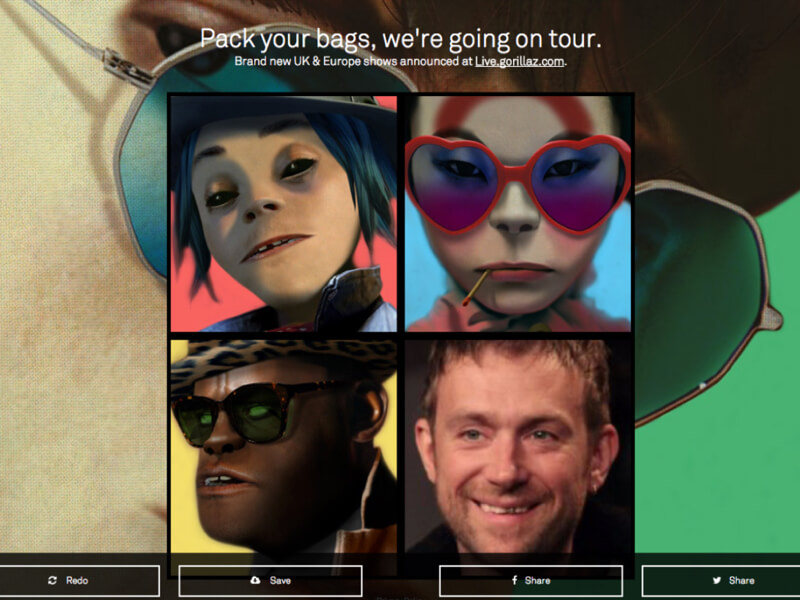 Pack your bags, we're going on tour.
Brand new UK & Europe shows announced at Live.gorillaz.com.
Redo Save Share Share